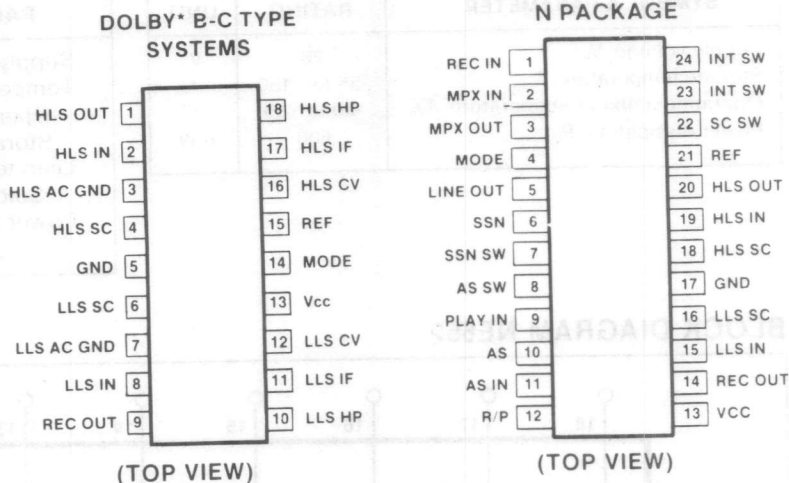 DOLBY* B-C TYPE
SYSTEMS
HLS OUT 1
HLS IN 2
HLS AC GND 3
HLS SC 4
GND 5
LLS SC 6
LLS AC GND 7
LLS IN 8
REC OUT 9
18 HLS HP
17 HLS IF
16 HLS CV
15 REF
14 MODE
13 Vcc
12 LLS CV
11 LLS IF
10 LLS HP
(TOP VIEW)
N PACKAGE
REC IN 1
MPX IN 2
MPX OUT 3
MODE 4
LINE OUT 5
SSN 6
SSN SW 7
AS SW 8
PLAY IN 9
AS 10
AS IN 11
R/P 12
24 INT SW
23 INT SW
22 SC SW
21 REF
20 HLS OUT
19 HLS IN
18 HLS SC
17 GND
16 LLS SC
15 LLS IN
14 REC OUT
13 VCC
(TOP VIEW)
BLOCK DIAGRAM